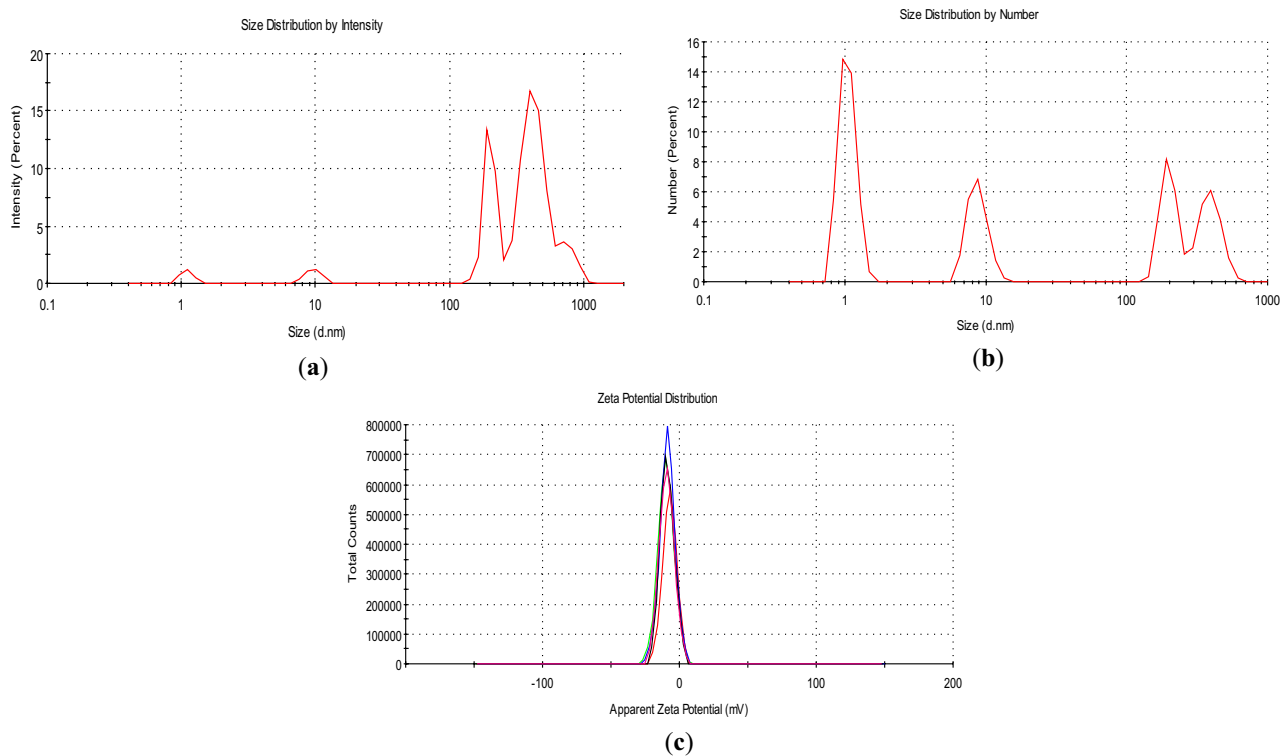 Size Distribution by Intensity
20
15
10
5
0
Intensity (Percent)
0.1 1 10 100 1000
Size (d.nm)
(a)
Size Distribution by Number
16
14
12
10
8
6
4
2
0
Number (Percent)
0.1 1 10 100 1000
Size (d.nm)
(b)
Zeta Potential Distribution
800000
700000
600000
500000
400000
300000
200000
100000
0
Total Counts
-100 0 100 200
Apparent Zeta Potential (mV)
(c)